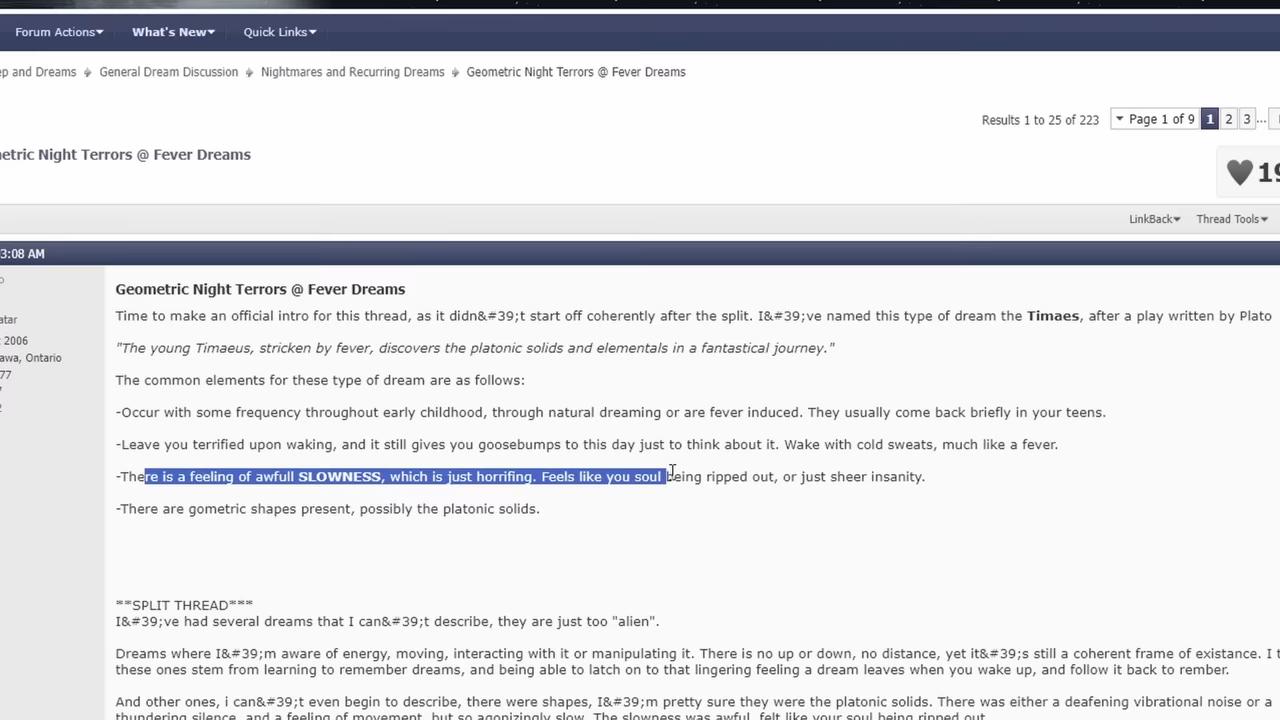 Forum Actions▾ What's New▾ Quick Links▾
ep and Dreams General Dream Discussion Nightmares and Recurring Dreams Geometric Night Terrors @ Fever Dreams
Results 1 to 25 of 223 Page 1 of 9 1 2 3 ...
etric Night Terrors @ Fever Dreams
19
LinkBack▾ Thread Tools▾
3:08 AM
Geometric Night Terrors @ Fever Dreams
Time to make an official intro for this thread, as it didn&#39;t start off coherently after the split. I&#39;ve named this type of dream the Timaes, after a play written by Plato
atar
2006
"The young Timaeus, stricken by fever, discovers the platonic solids and elementals in a fantastical journey."
awa, Ontario
77
The common elements for these type of dream are as follows:
-Occur with some frequency throughout early childhood, through natural dreaming or are fever induced. They usually come back briefly in your teens.
-Leave you terrified upon waking, and it still gives you goosebumps to this day just to think about it. Wake with cold sweats, much like a fever.
-There is a feeling of awfull SLOWNESS, which is just horrifing. Feels like you soul being ripped out, or just sheer insanity.
-There are gometric shapes present, possibly the platonic solids.
**SPLIT THREAD***
I&#39;ve had several dreams that I can&#39;t describe, they are just too "alien".
Dreams where I&#39;m aware of energy, moving, interacting with it or manipulating it. There is no up or down, no distance, yet it&#39;s still a coherent frame of existance. I t
these ones stem from learning to remember dreams, and being able to latch on to that lingering feeling a dream leaves when you wake up, and follow it back to rember.
And other ones, i can&#39;t even begin to describe, there were shapes, I&#39;m pretty sure they were the platonic solids. There was either a deafening vibrational noise or a
thundering silence, and a feeling of movement, but so agonizingly slow. The slowness was awful, felt like your soul being ripped out.